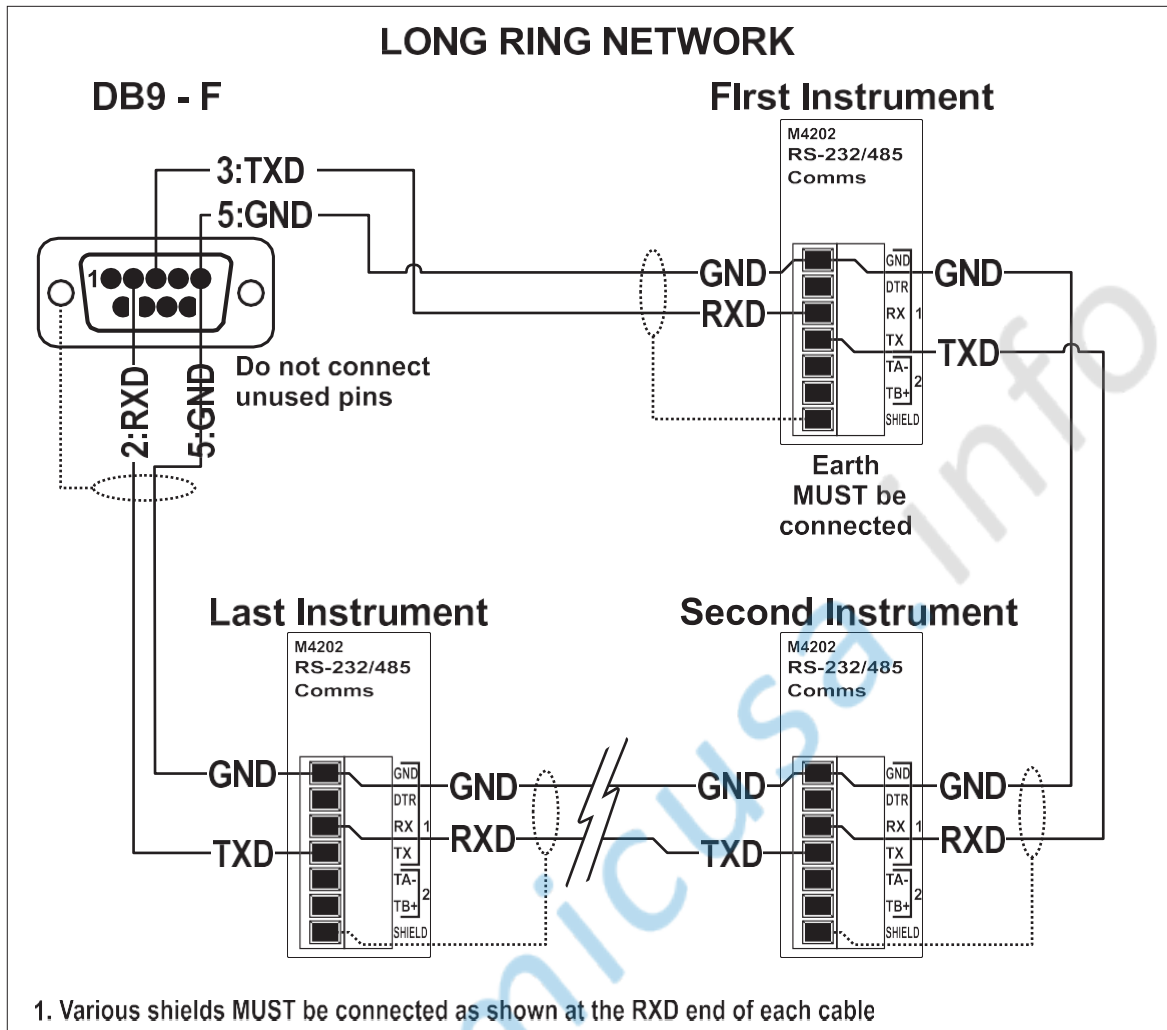 LONG RING NETWORK
DB9 - F
FIrst Instrument
M4202
RS-232/485
Comms
3:TXD
5:GND
1
Do not connect
unused pins
2:RXD
5:GND
GND
RXD
GND
DTR
RX
TX
1
TA-
TB+
2
SHIELD
GND
TXD
Earth
MUST be
connected
Last Instrument
M4202
RS-232/485
Comms
GND
TXD
GND
DTR
RX
TX
1
TA-
TB+
2
SHIELD
GND
RXD
Second Instrument
M4202
RS-232/485
Comms
GND
TXD
GND
DTR
RX
TX
1
TA-
TB+
2
SHIELD
GND
RXD
1. Various shields MUST be connected as shown at the RXD end of each cable
micusa.info